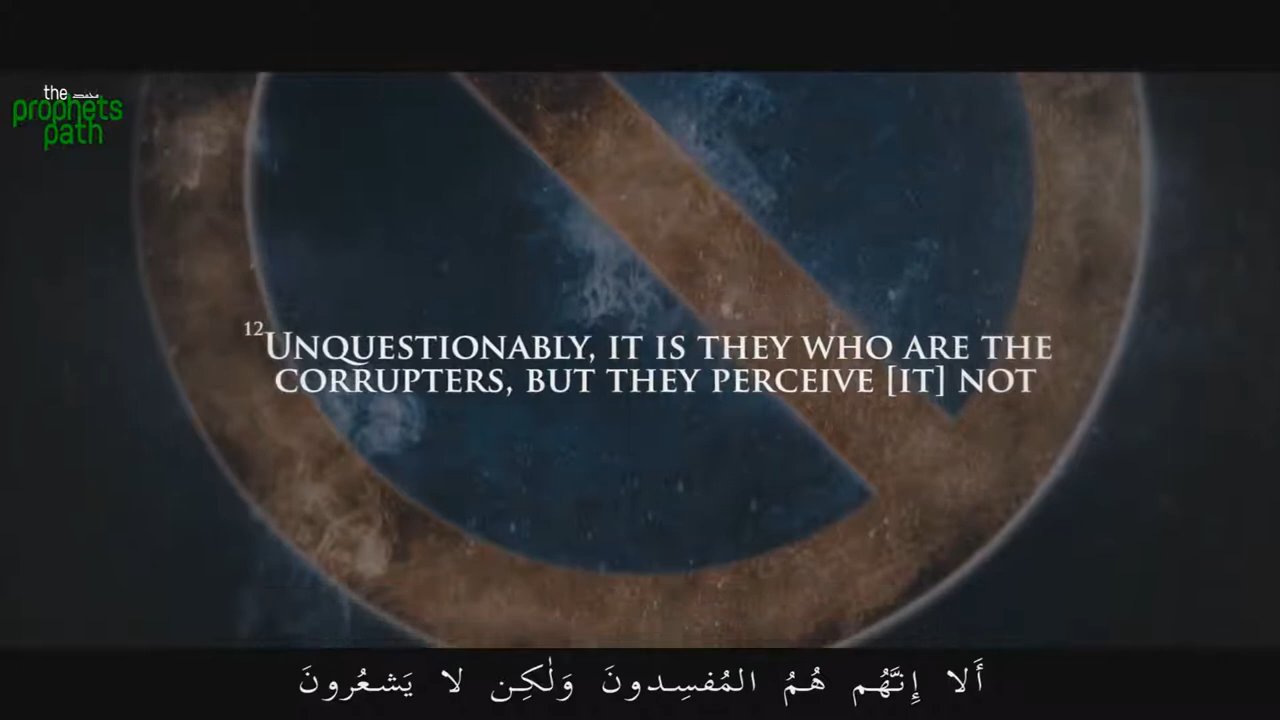 the
prophets
path
12 UNQUESTIONABLY, IT IS THEY WHO ARE THE
CORRUPTERS, BUT THEY PERCEIVE [IT] NOT
أَلا إِنَّهُم هُمُ المُفسِدونَ وَلٰكِن لا يَشعُرونَ